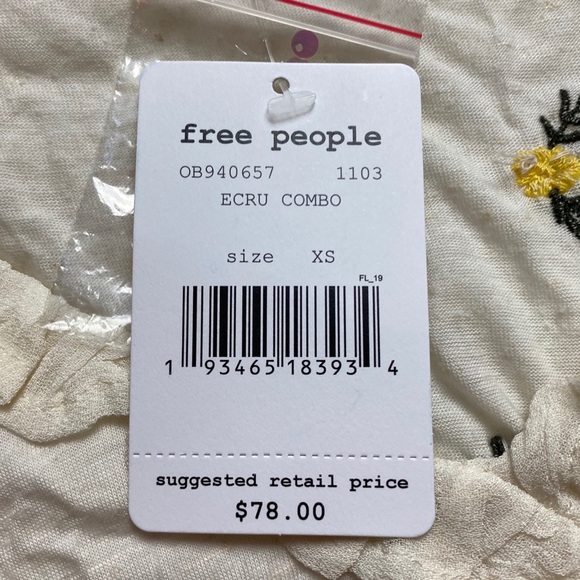 free people
OB940657 1103
ECRU COMBO
size XS
FL_19
1 93465 18393 4
suggested retail price
$78.00